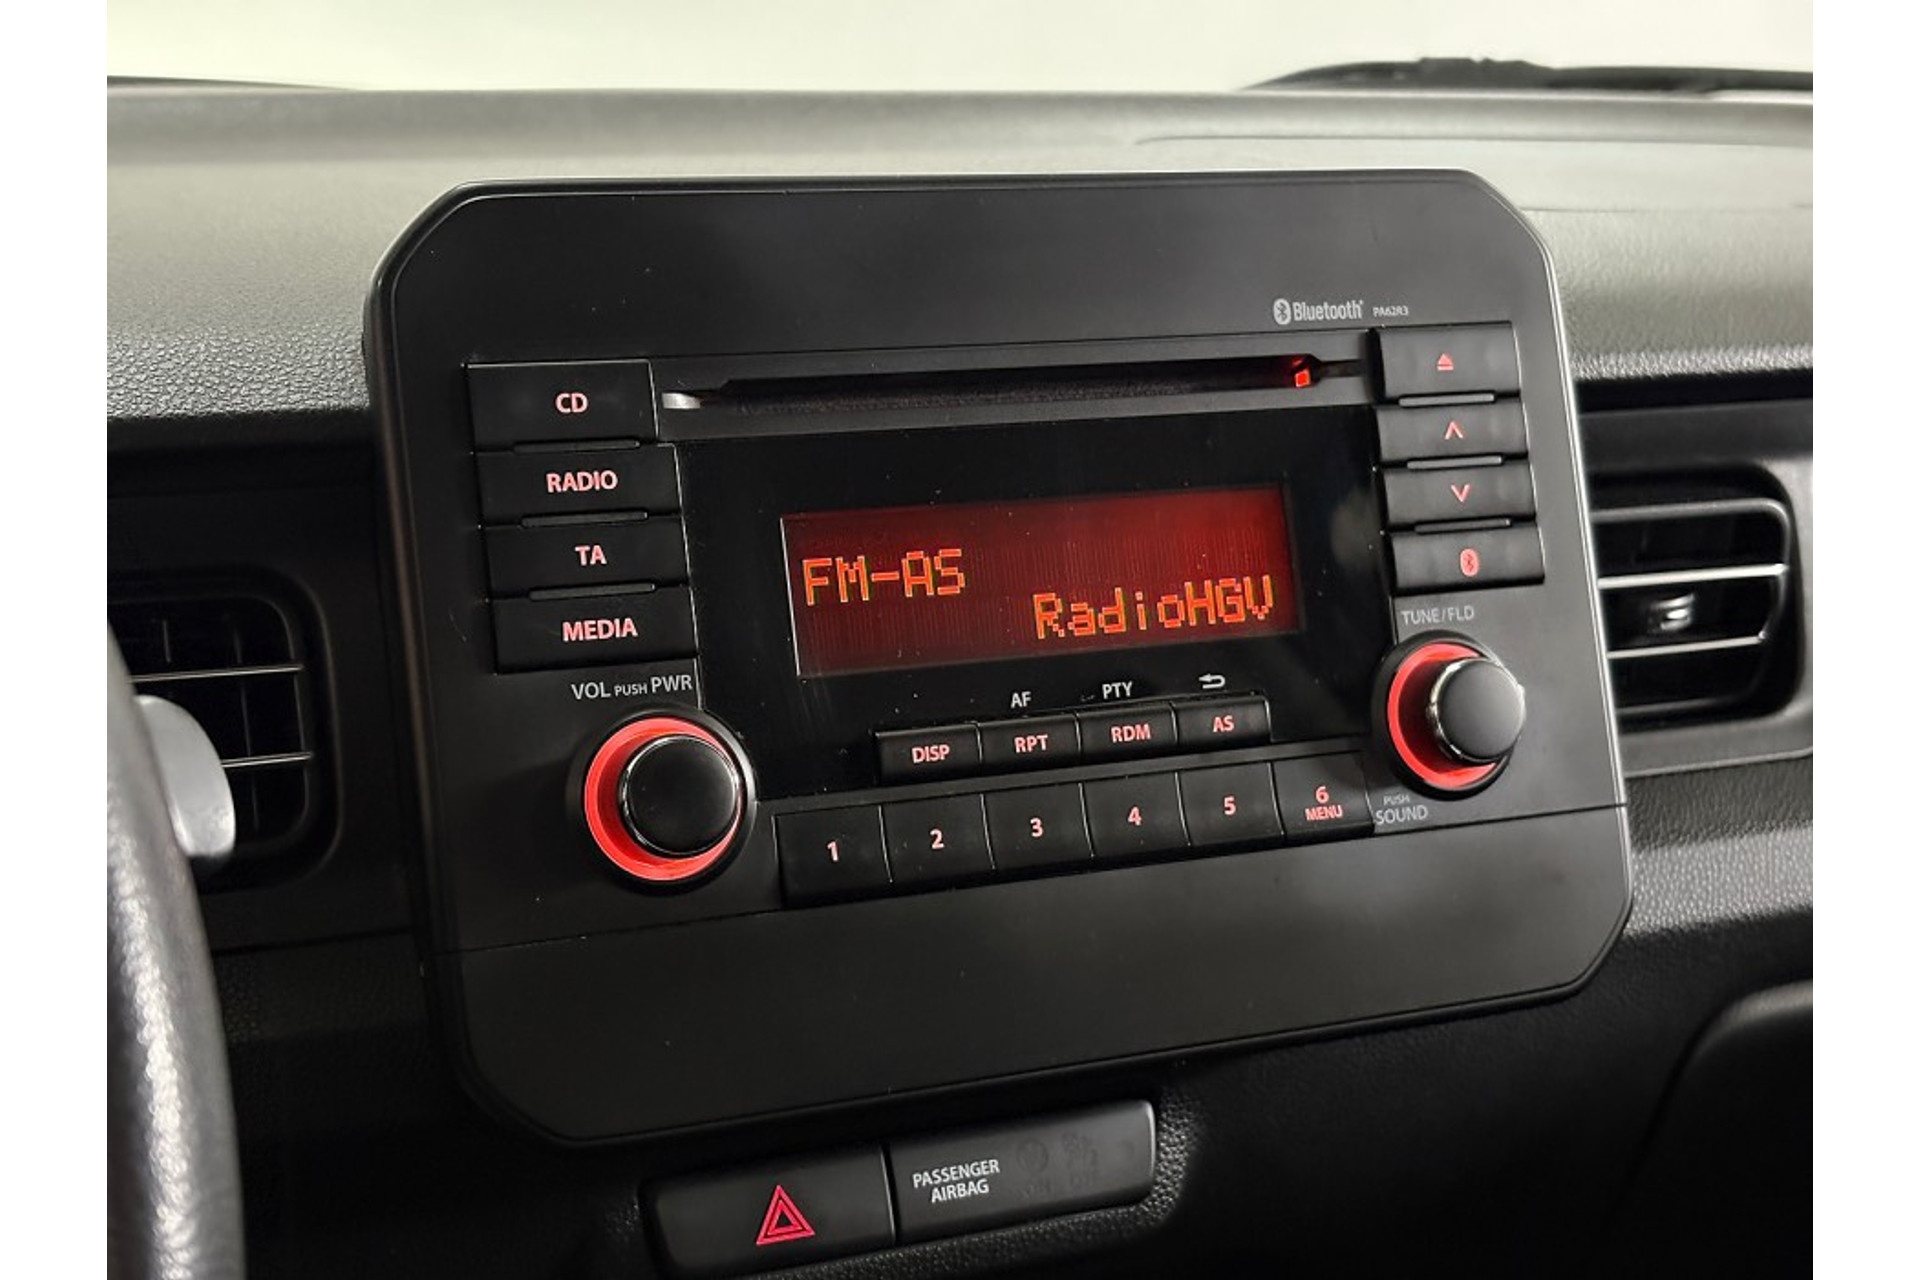 Bluetooth® PA62R3
CD
RADIO
TA
MEDIA
VOL PUSH PWR
FM-AS
RadioHGV
TUNE/FLD
AF
PTY
DISP
RPT
RDM
AS
1
2
3
4
5
6
MENU
PUSH
SOUND
PASSENGER
AIRBAG